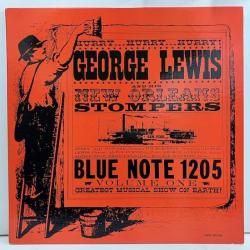 HURRY... HURRY... HURRY!
GEORGE LEWIS
AND HIS
NEW ORLEANS
STOMPERS
BLUE NOTE 1205
VOLUME ONE
GREATEST MUSICAL SHOW ON EARTH!